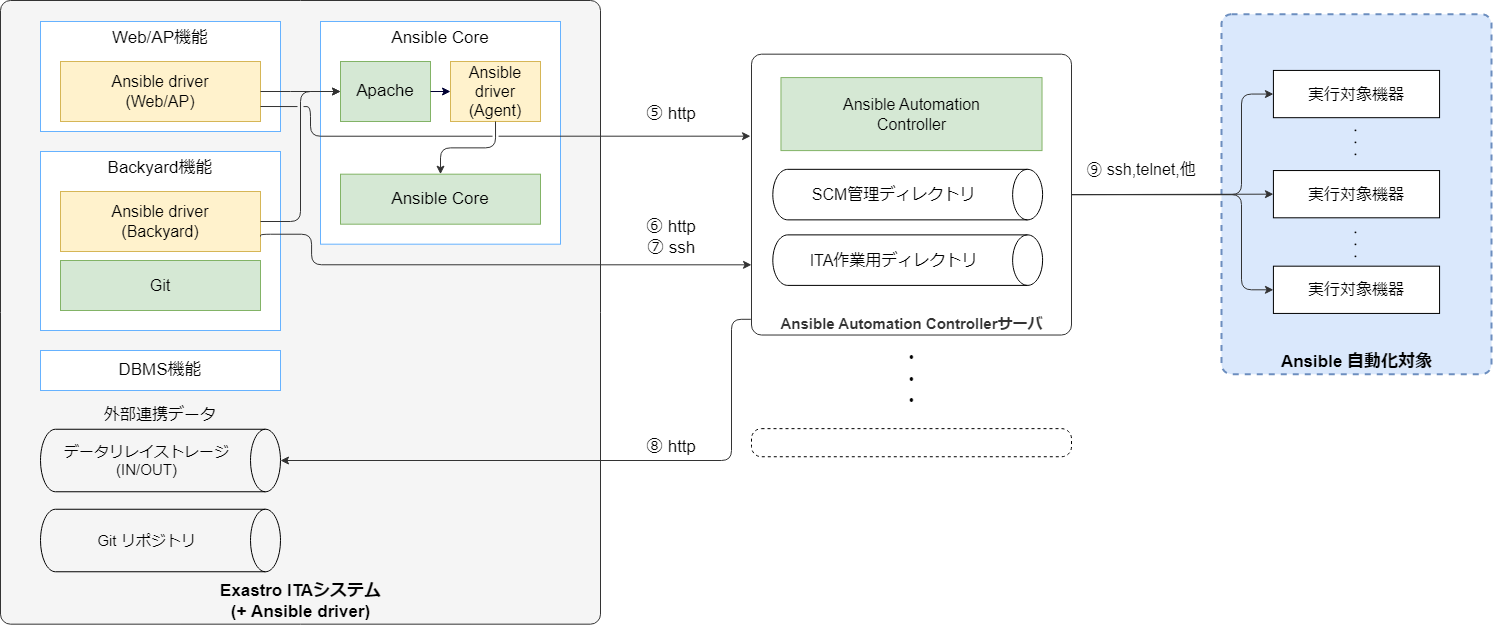 Web/AP機能
Ansible driver
(Web/AP)
Ansible Core
Apache
Ansible
driver
(Agent)
Ansible Core
Backyard機能
Ansible driver
(Backyard)
Git
DBMS機能
外部連携データ
データリレイストレージ
(IN/OUT)
Git リポジトリ
Exastro ITAシステム
(+ Ansible driver)
⑤ http
⑥ http
⑦ ssh
⑧ http
Ansible Automation
Controller
SCM管理ディレクトリ
ITA作業用ディレクトリ
Ansible Automation Controllerサーバ
⑨ ssh,telnet,他
実行対象機器
実行対象機器
実行対象機器
Ansible 自動化対象